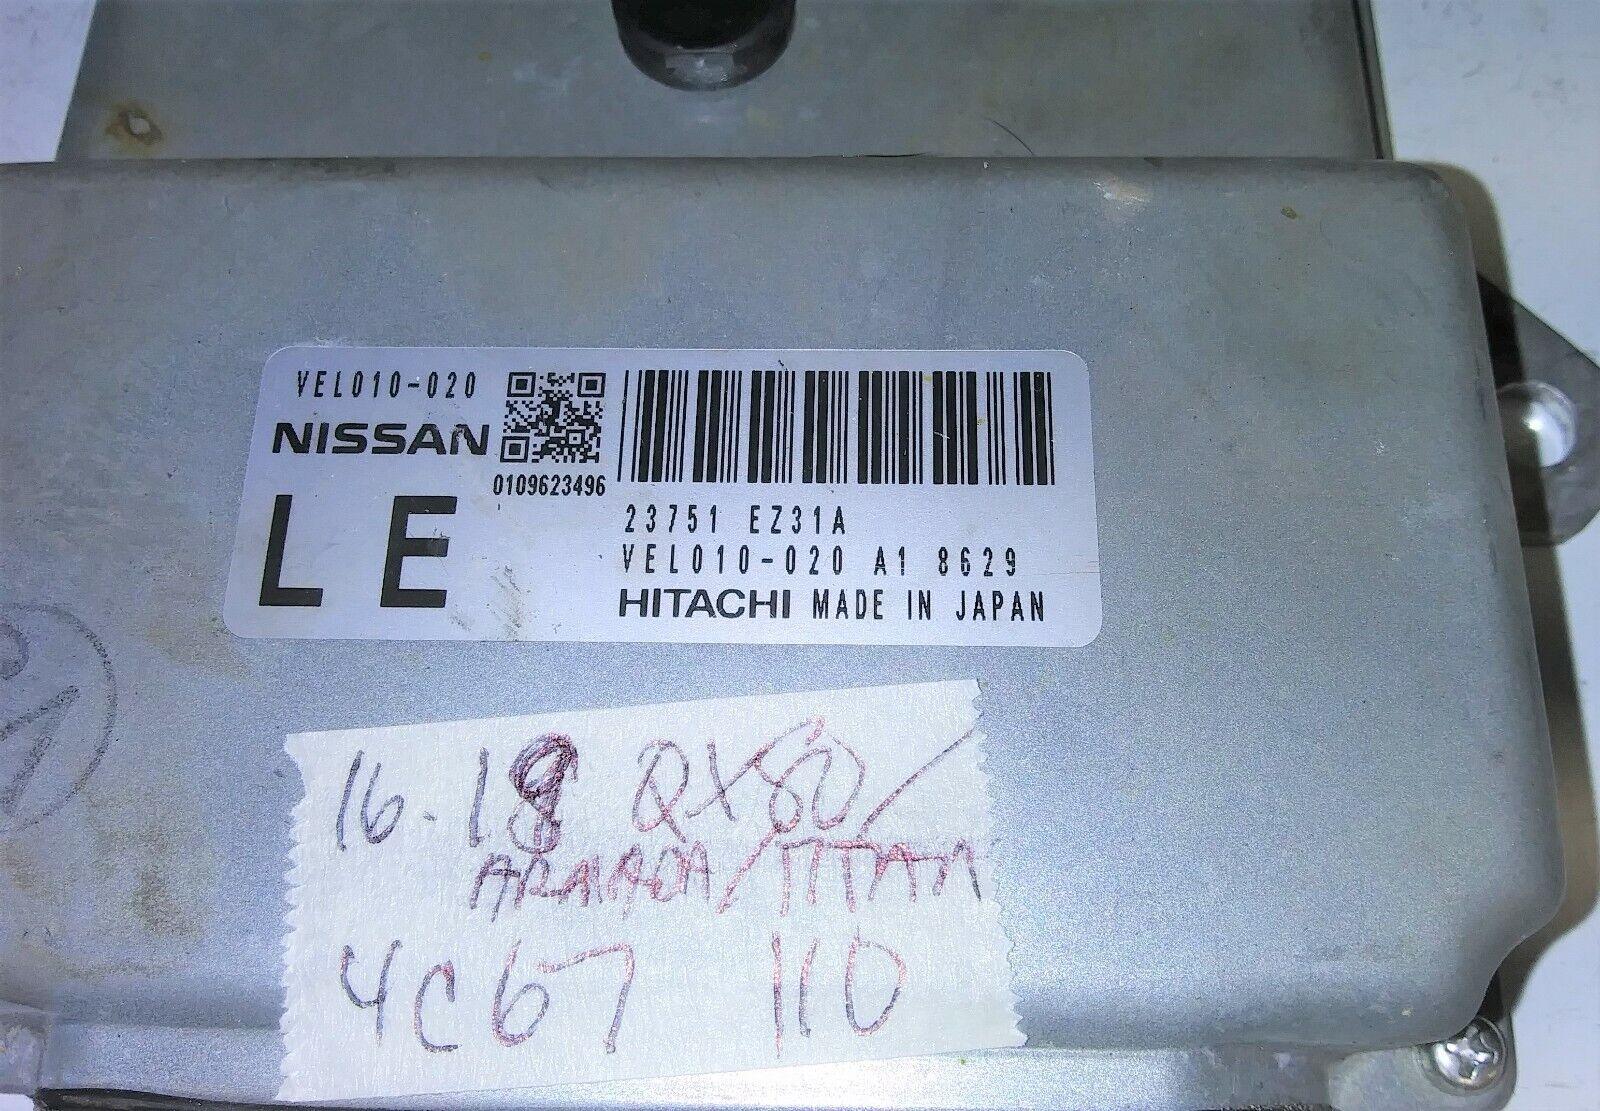 VEL010-020
NISSAN
0109623496
L E
23751 EZ31A
VEL010-020 A1 8629
HITACHI MADE IN JAPAN
16-18 QX80/
ARMADA/TITAN
4C67 110